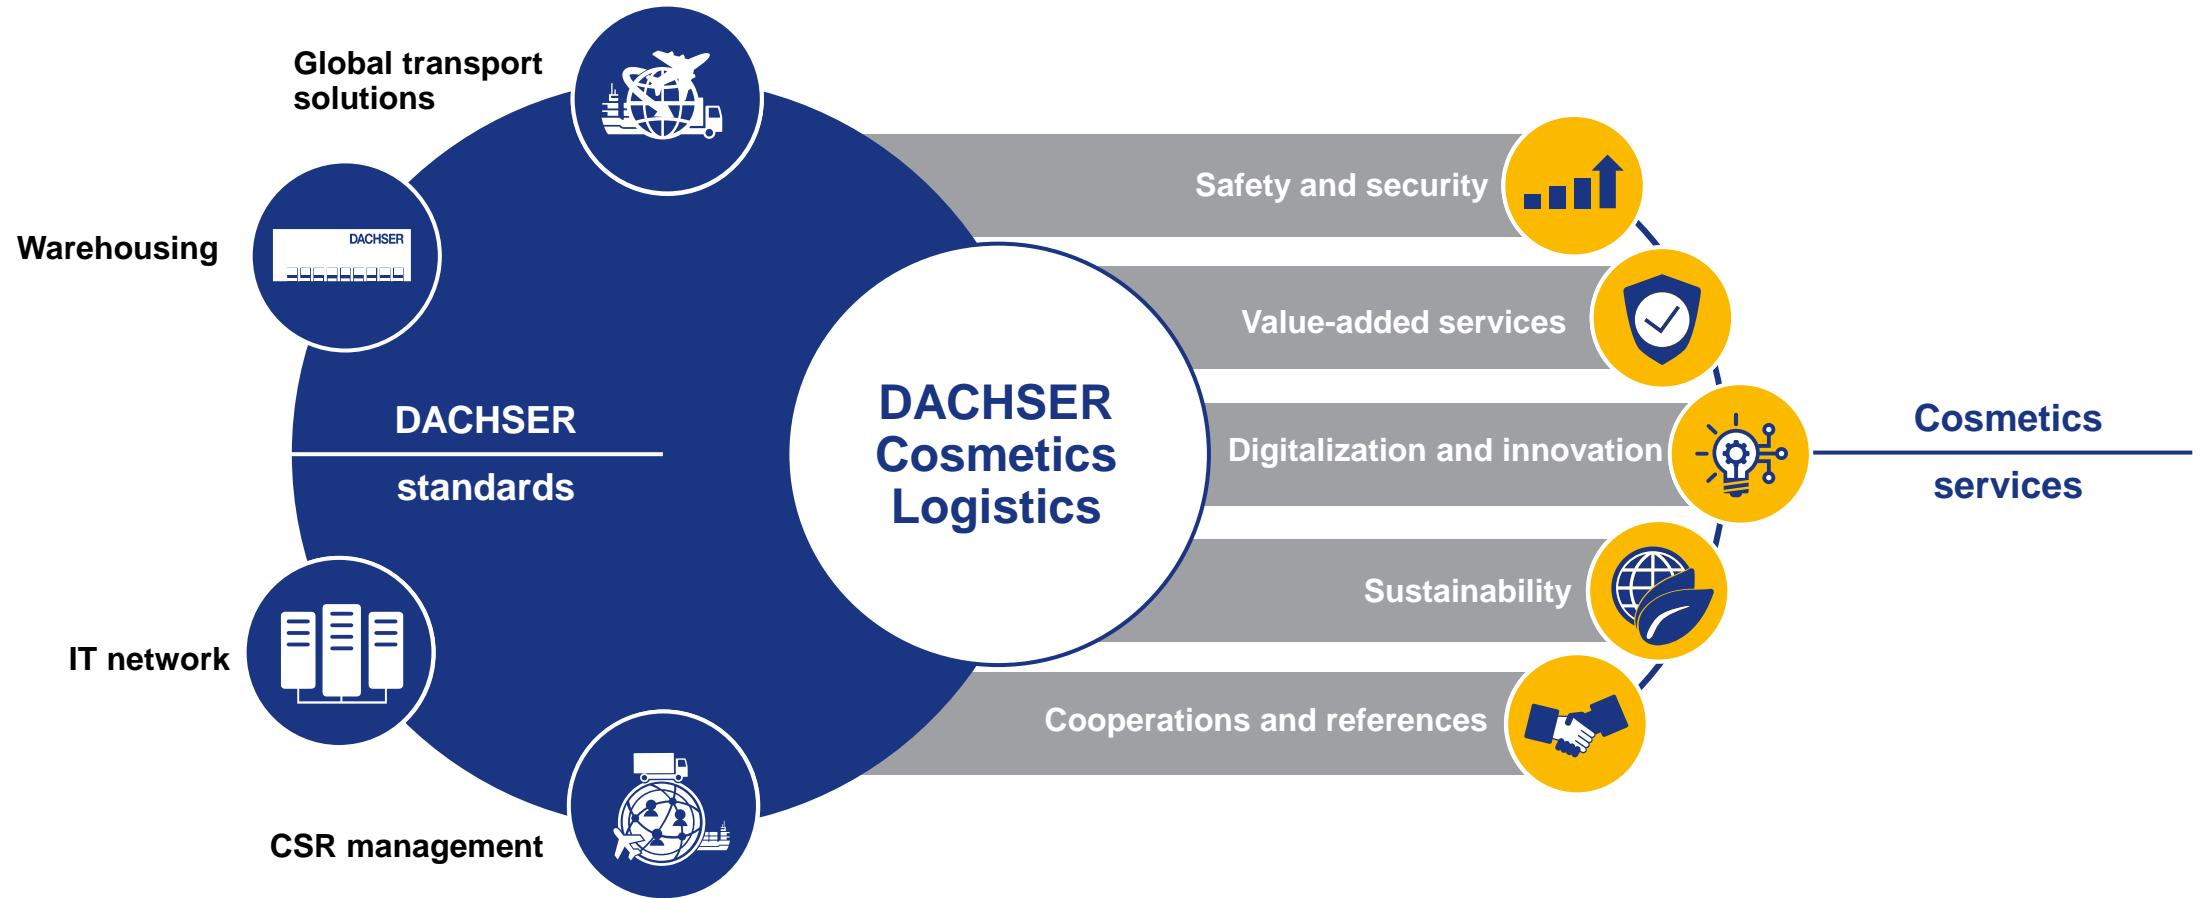 Global transport
solutions
Warehousing
DACHSER
DACHSER
standards
IT network
CSR management
DACHSER
Cosmetics
Logistics
Safety and security
Value-added services
Digitalization and innovation
Sustainability
Cooperations and references
Cosmetics
services